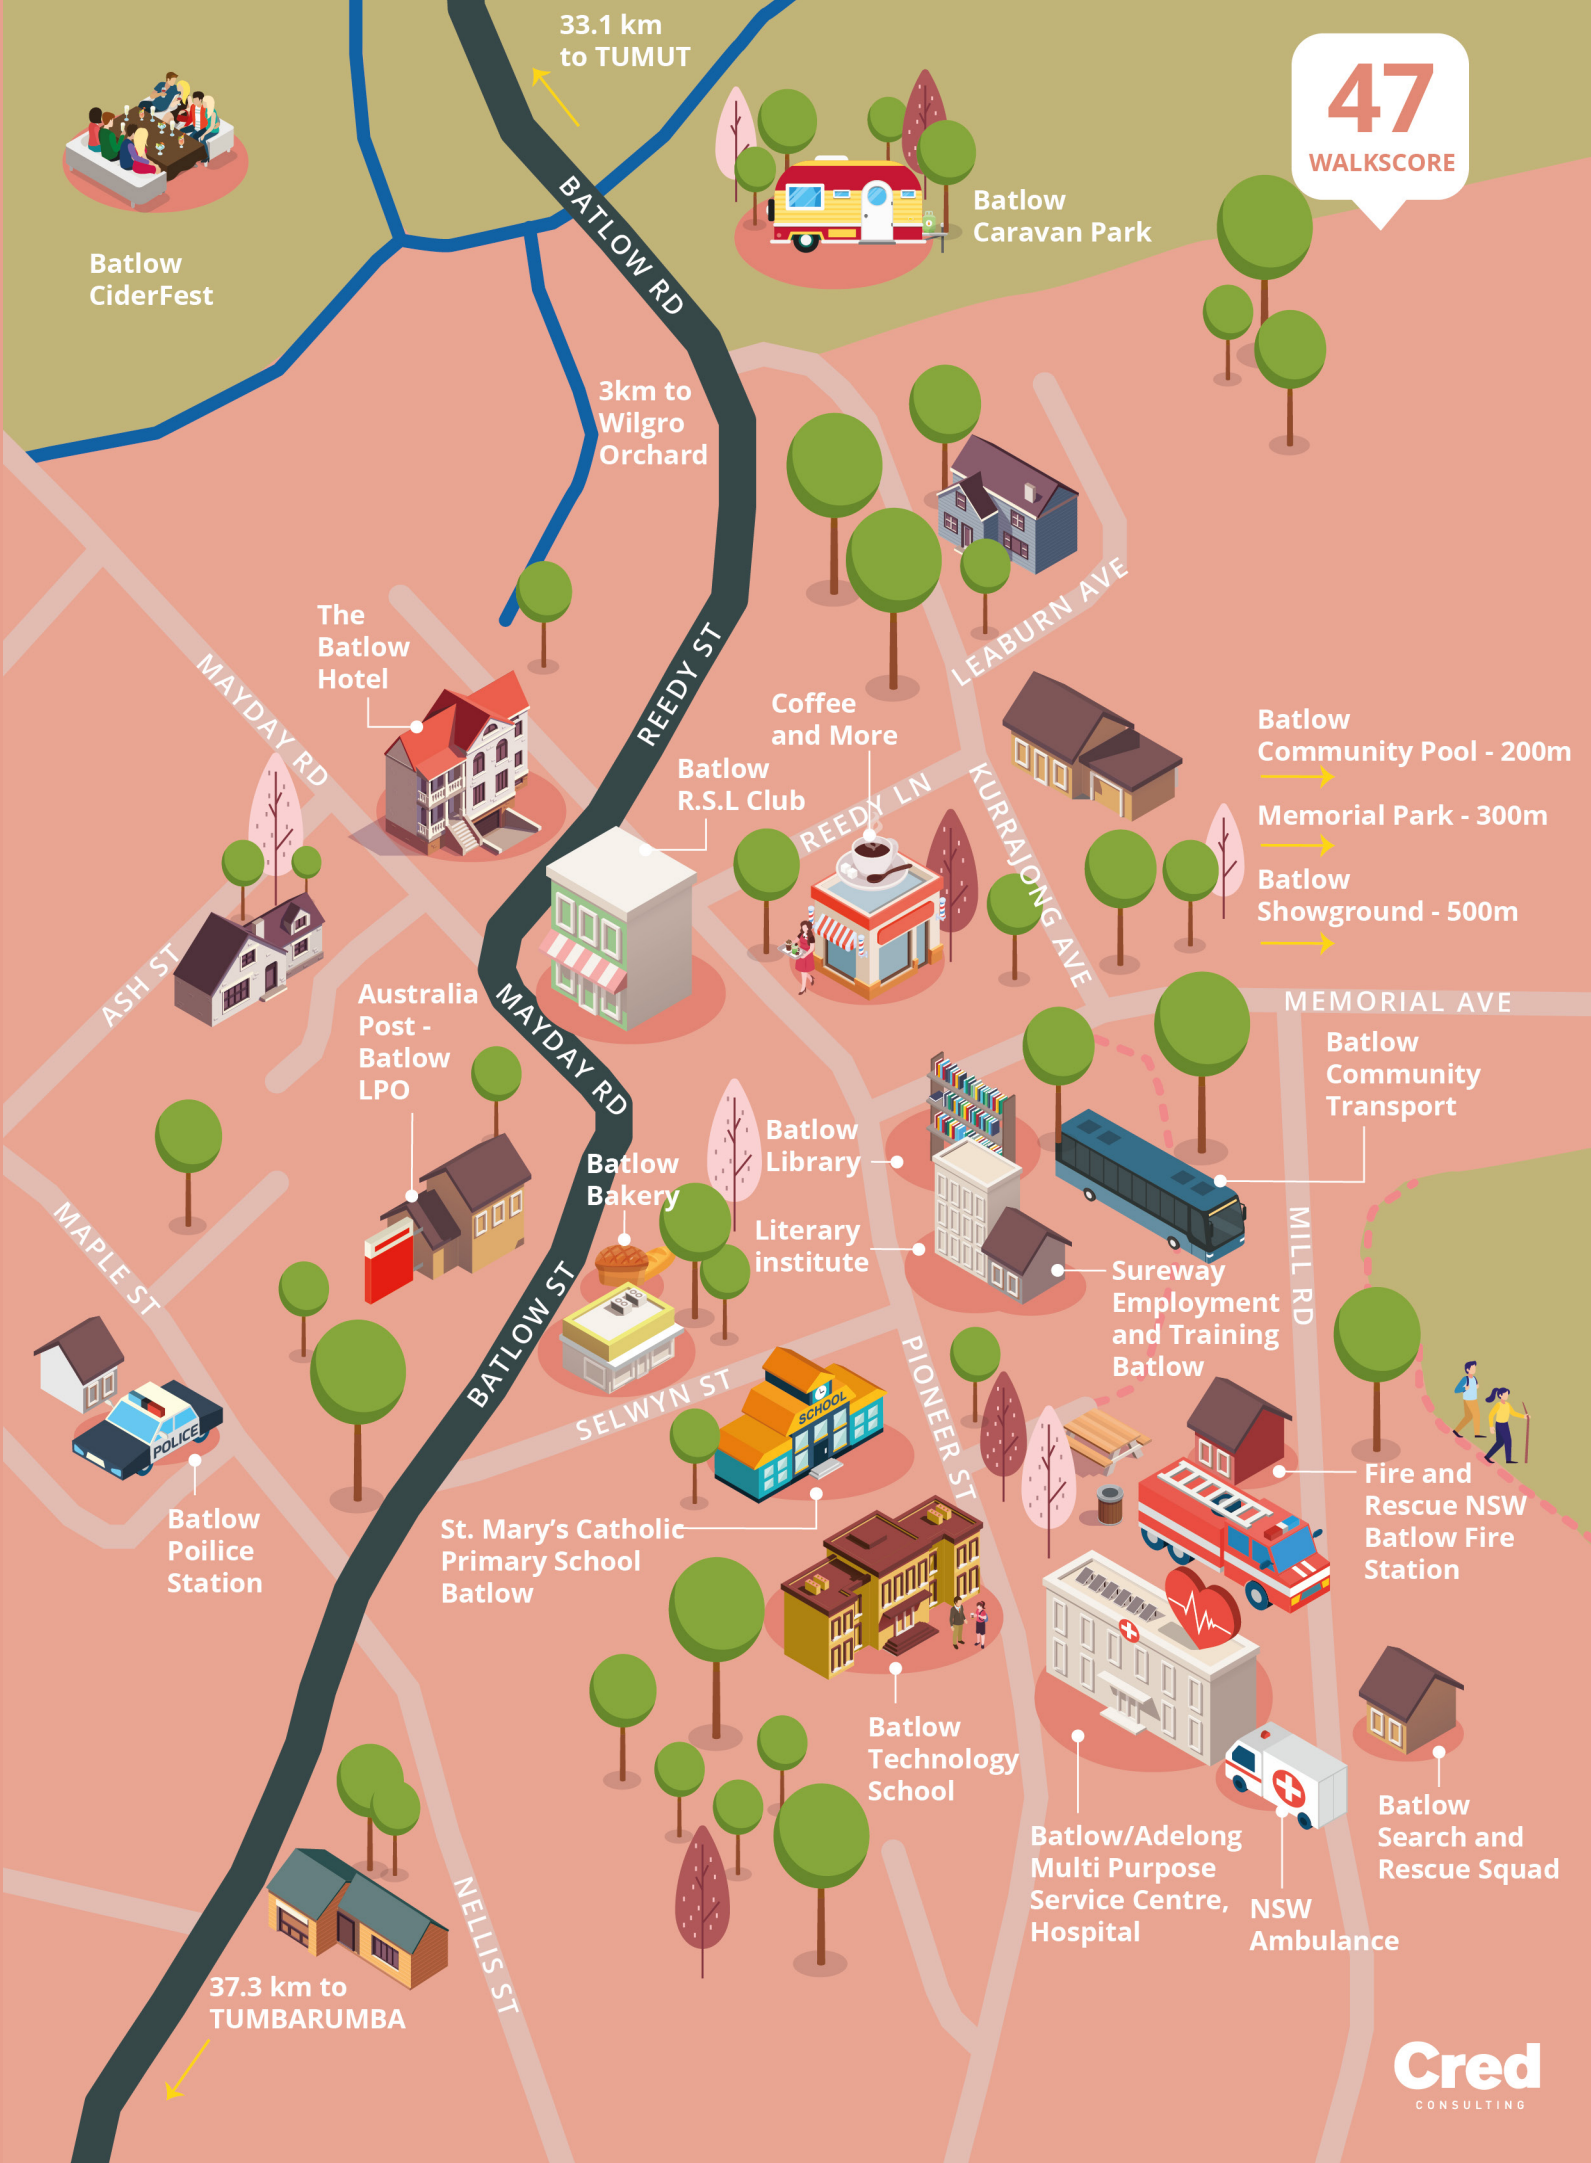 33.1 km
to TUMUT
47
WALKSCORE
BATLOW RD
Batlow
Caravan Park
Batlow
CiderFest
3km to
Wilgro
Orchard
LEABURN AVE
The
Batlow
Hotel
MAYDAY RD
REEDY ST
Coffee
and More
Batlow
R.S.L Club
REEDY LN
KURRAJONG AVE
Batlow
Community Pool - 200m
Memorial Park - 300m
Batlow
Showground - 500m
ASH ST
Australia
Post -
Batlow
LPO
MAYDAY RD
MEMORIAL AVE
Batlow
Community
Transport
Batlow
Library
Batlow
Bakery
Literary
institute
MAPLE ST
MILL RD
Sureway
Employment
and Training
Batlow
BATLOW ST
SELWYN ST
PIONEER ST
SCHOOL
POLICE
Batlow
Poilice
Station
St. Mary’s Catholic
Primary School
Batlow
Fire and
Rescue NSW
Batlow Fire
Station
Batlow
Technology
School
Batlow/Adelong
Multi Purpose
Service Centre,
Hospital
NSW
Ambulance
Batlow
Search and
Rescue Squad
NELLIS ST
37.3 km to
TUMBARUMBA
Cred
CONSULTING